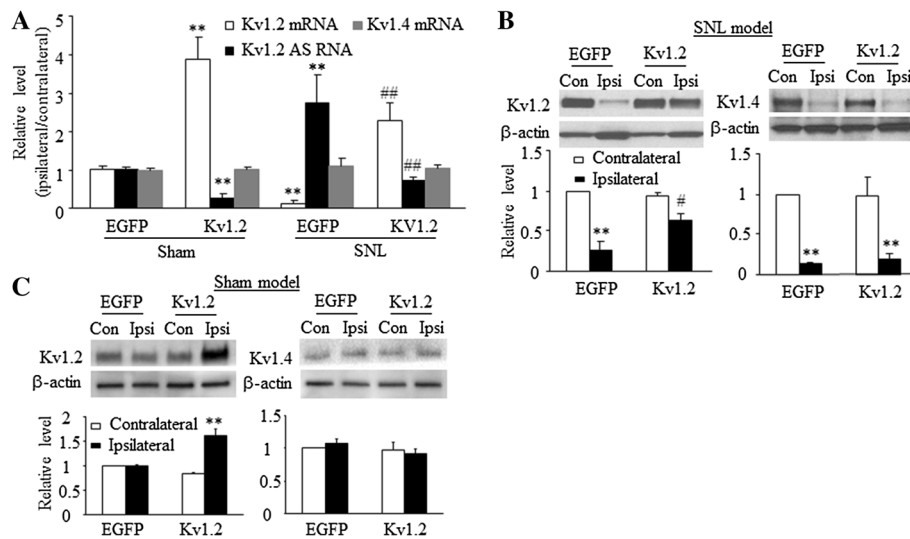 A
Kv1.2 mRNA
Kv1.4 mRNA
Kv1.2 AS RNA
Relative level
(ipsilateral/contralateral)
5
4
3
2
1
0
**
**
**
**
##
##
EGFP
Kv1.2
EGFP
KV1.2
Sham
SNL
B
SNL model
EGFP
Kv1.2
Con Ipsi Con Ipsi
Kv1.2
β-actin
Contralateral
Ipsilateral
Relative level
1
0.5
0
**
#
EGFP
Kv1.2
EGFP
Kv1.2
Con Ipsi Con Ipsi
Kv1.4
β-actin
1.5
1
0.5
0
**
**
EGFP
Kv1.2
C
Sham model
EGFP
Kv1.2
Con Ipsi Con Ipsi
Kv1.2
β-actin
Relative level
2
1.5
1
0.5
0
Contralateral
Ipsilateral
**
EGFP
Kv1.2
EGFP
Kv1.2
Con Ipsi Con Ipsi
Kv1.4
β-actin
1.5
1
0.5
0
EGFP
Kv1.2